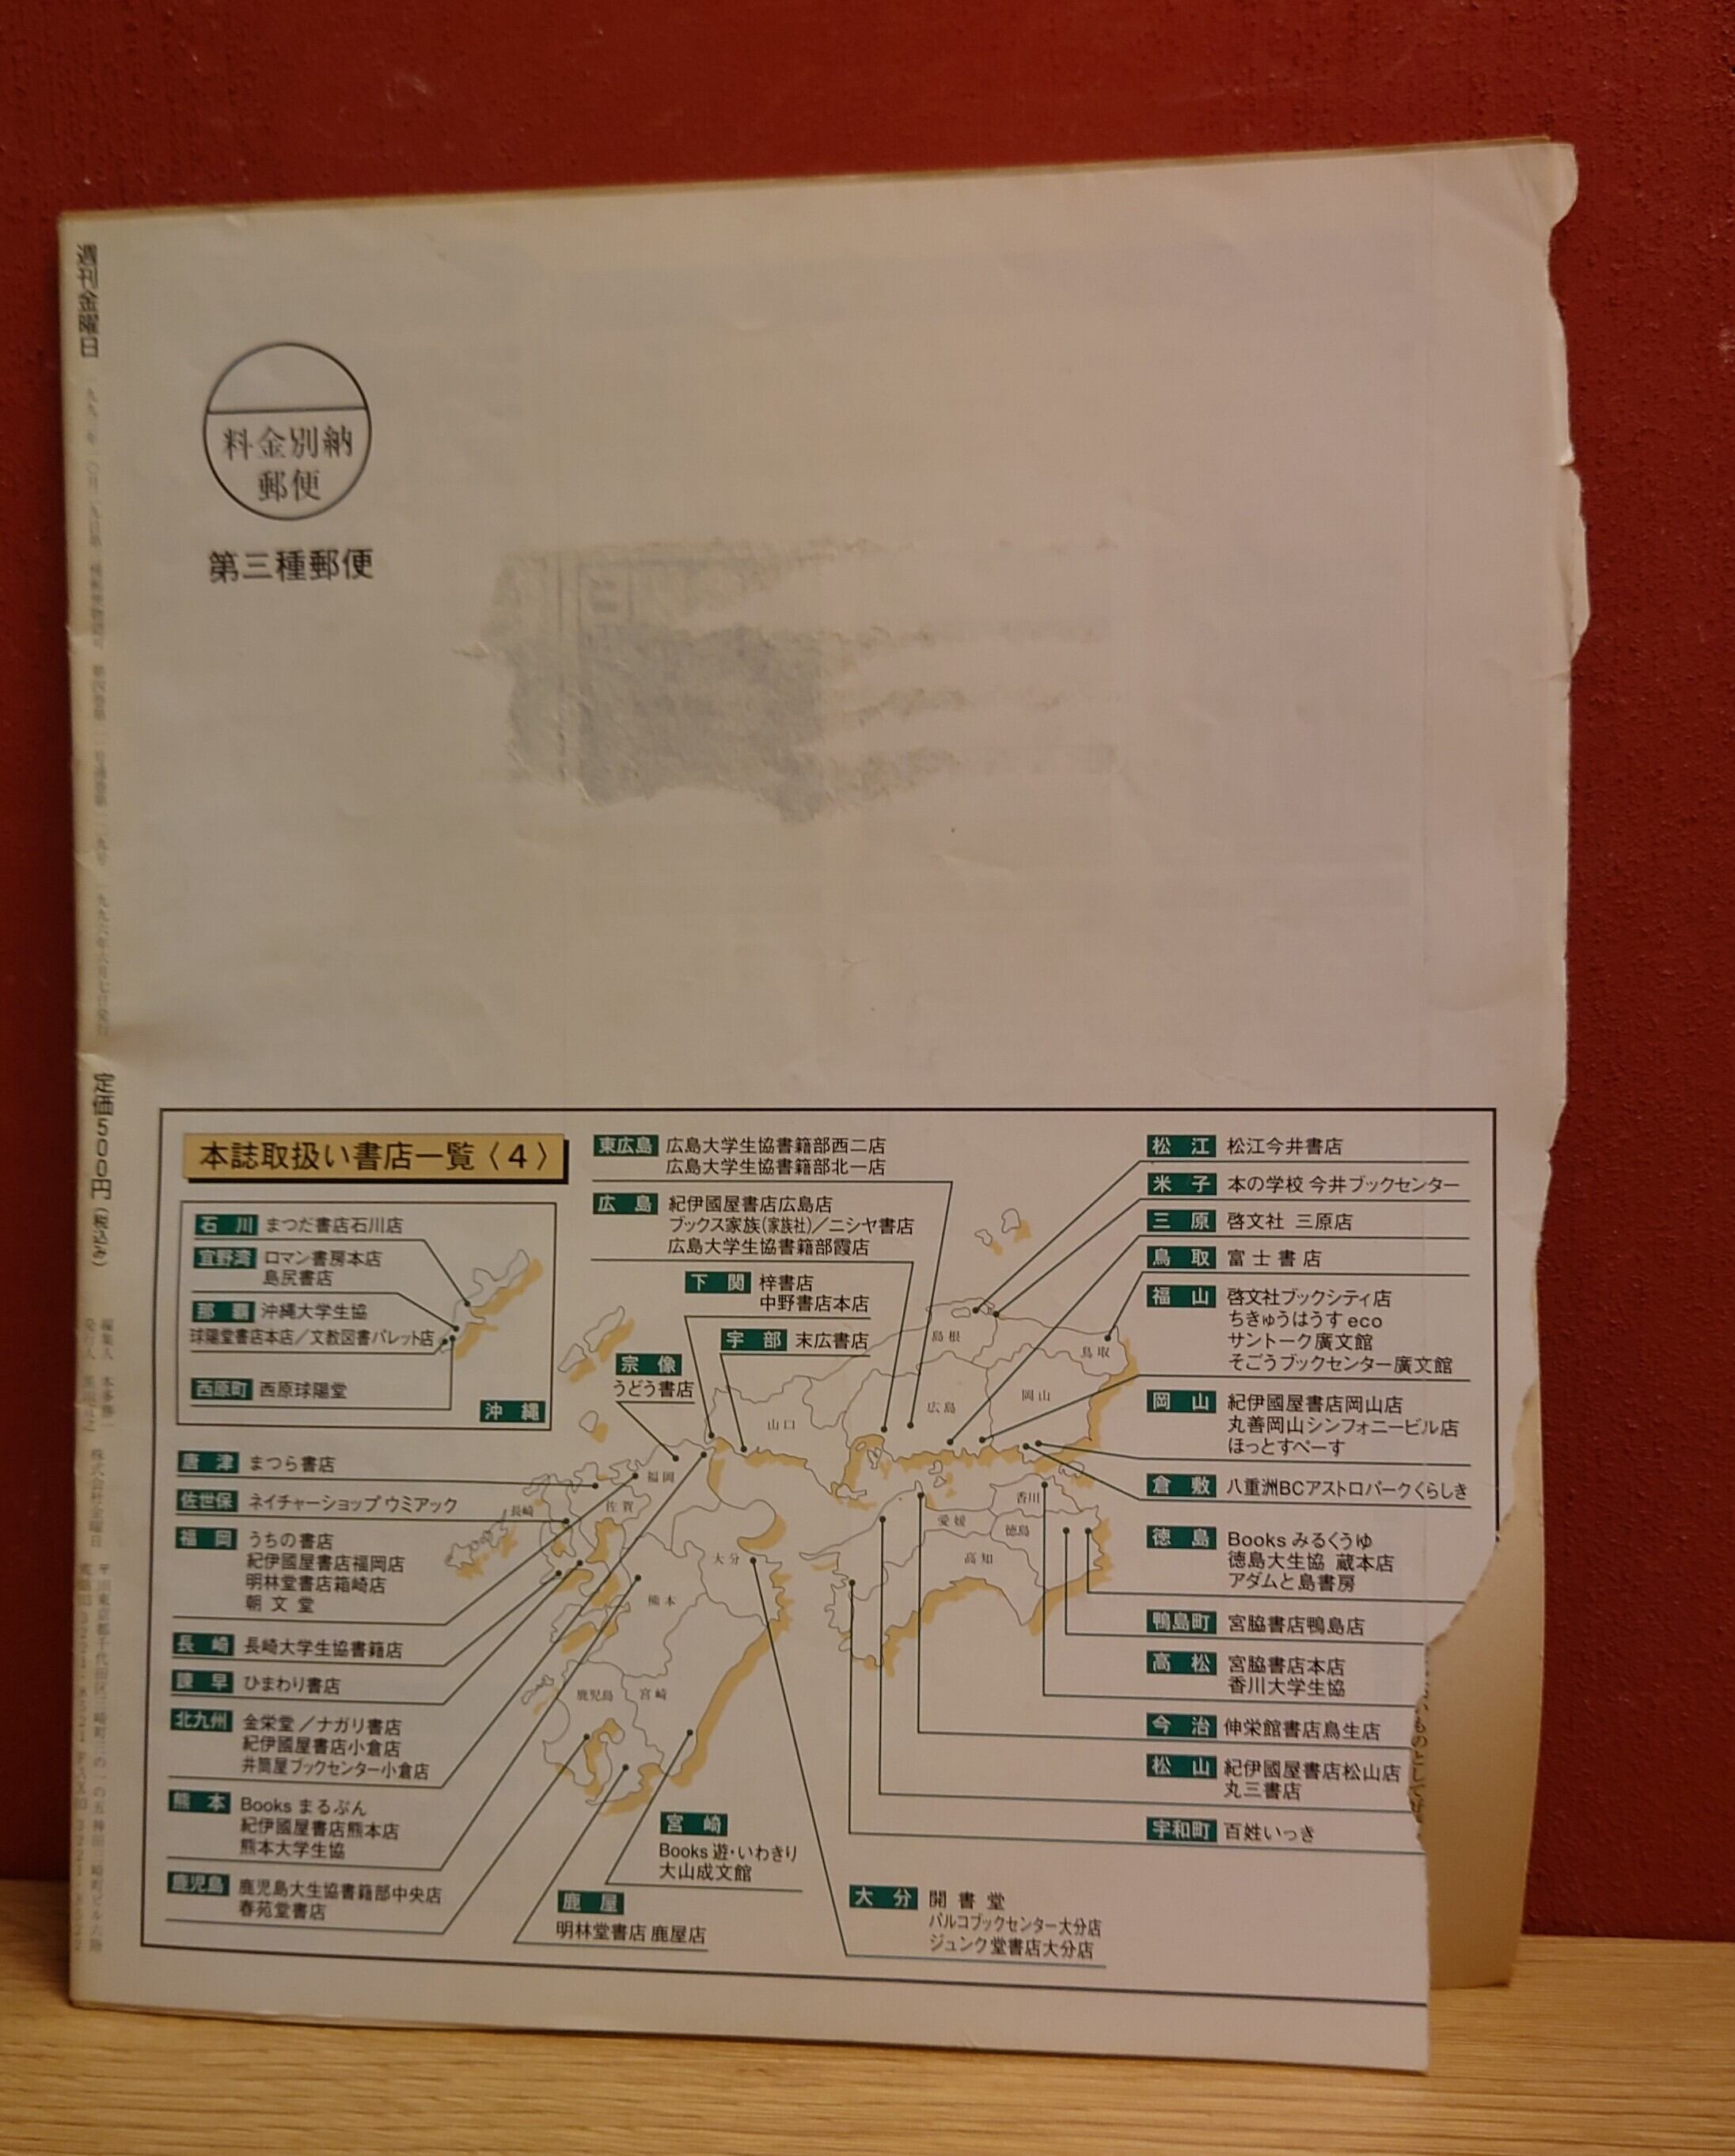 週刊金曜日
定価500円(税込み)
料金別納
郵便
第三種郵便
本誌取扱い書店一覧〈4〉
石川 まつだ書店石川店
宜野湾 ロマン書房本店
島尻書店
那覇 沖縄大学生協
球陽堂書店本店／文教図書パレット店
西原町 西原球陽堂
沖縄
東広島 広島大学生協書籍部西二店
広島大学生協書籍部北一店
広島 紀伊國屋書店広島店
ブックス家族(家族社)／ニシヤ書店
広島大学生協書籍部霞店
下関 梓書店
中野書店本店
宇部 末広書店
宗像
うどう書店
松江 松江今井書店
米子 本の学校 今井ブックセンター
三原 啓文社 三原店
鳥取 富士書店
福山 啓文社ブックシティ店
ちきゅうはうす eco
サントーク廣文館
そごうブックセンター廣文館
岡山 紀伊國屋書店岡山店
丸善岡山シンフォニービル店
ほっとすぺーす
倉敷 八重洲BCアストロパークくらしき
徳島 Books みるくうゆ
徳島大生協 蔵本店
アダムと島書房
鴨島町 宮脇書店鴨島店
高松 宮脇書店本店
香川大学生協
今治 伸栄館書店鳥生店
松山 紀伊國屋書店松山店
丸三書店
宇和町 百姓いっき
唐津 まつら書店
佐世保 ネイチャーショップ ウミアック
福岡 うちの書店
紀伊國屋書店福岡店
明林堂書店箱崎店
朝文堂
長崎 長崎大学生協書籍店
諫早 ひまわり書店
北九州 金栄堂／ナガリ書店
紀伊國屋書店小倉店
井筒屋ブックセンター小倉店
熊本 Books まるぶん
紀伊國屋書店熊本店
熊本大学生協
鹿児島 鹿児島大生協書籍部中央店
春苑堂書店
宮崎
Books 遊・いわきり
大山成文館
鹿屋
明林堂書店 鹿屋店
大分 開書堂
パルコブックセンター大分店
ジュンク堂書店大分店
島根
鳥取
岡山
広島
山口
福岡
佐賀
長崎
大分
熊本
宮崎
鹿児島
香川
愛媛
徳島
高知
ものとして